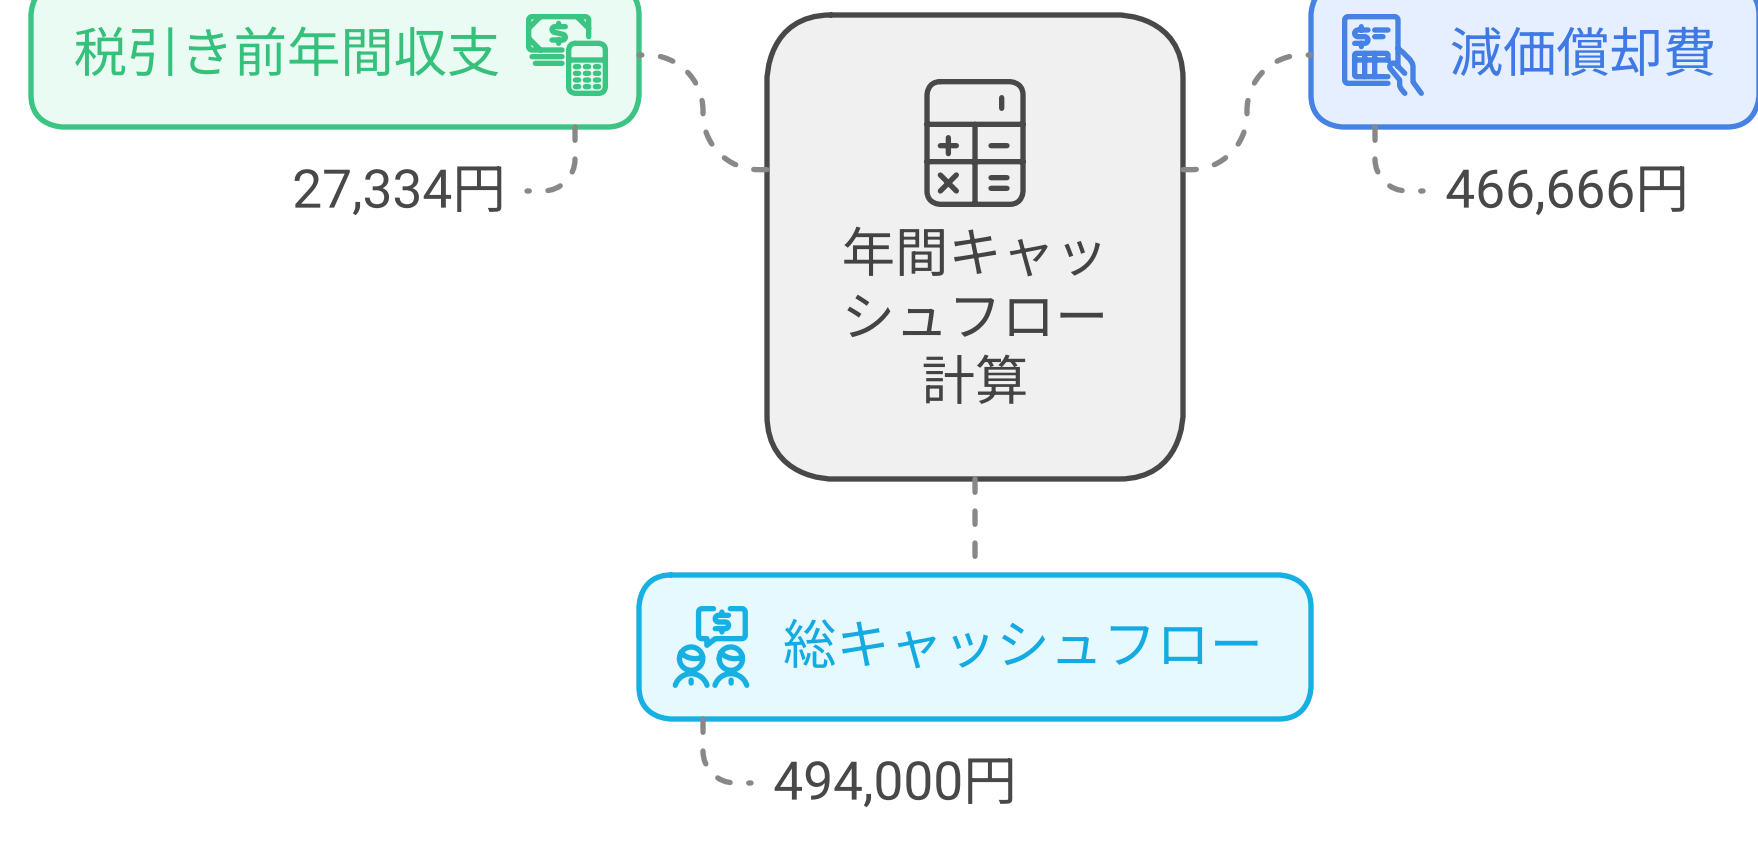 税引き前年間収支
27,334円
年間キャッ
シュフロー
計算
減価償却費
466,666円
総キャッシュフロー
494,000円